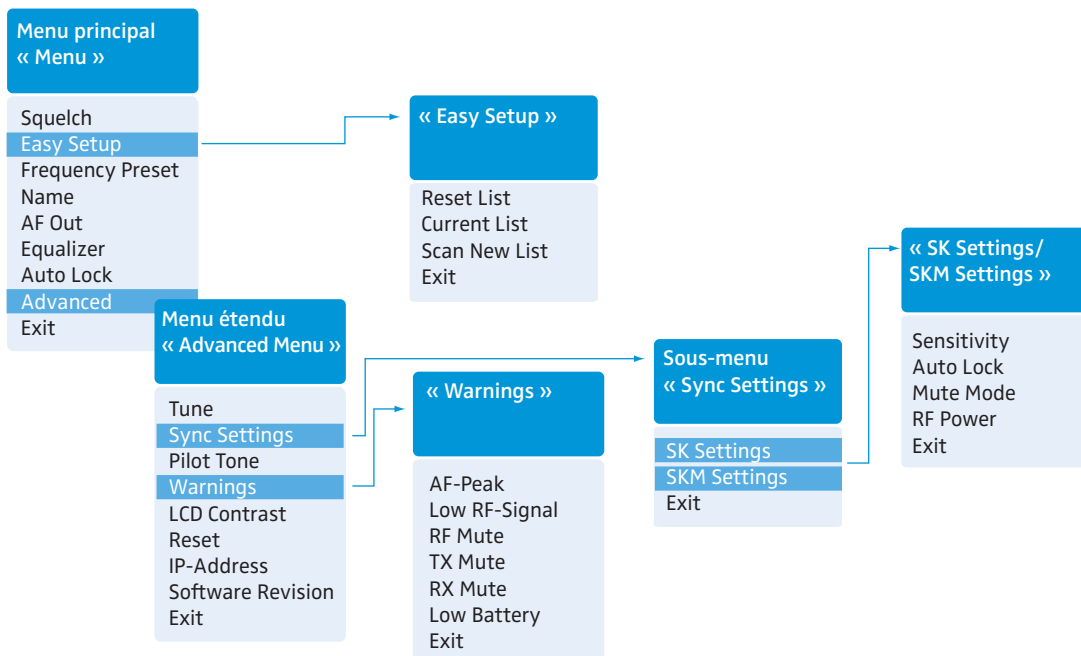 Menu principal
« Menu »
Squelch
Easy Setup
Frequency Preset
Name
AF Out
Equalizer
Auto Lock
Advanced
Exit
« Easy Setup »
Reset List
Current List
Scan New List
Exit
Menu étendu
« Advanced Menu »
Tune
Sync Settings
Pilot Tone
Warnings
LCD Contrast
Reset
IP-Address
Software Revision
Exit
« Warnings »
AF-Peak
Low RF-Signal
RF Mute
TX Mute
RX Mute
Low Battery
Exit
Sous-menu
« Sync Settings »
SK Settings
SKM Settings
Exit
« SK Settings/
SKM Settings »
Sensitivity
Auto Lock
Mute Mode
RF Power
Exit